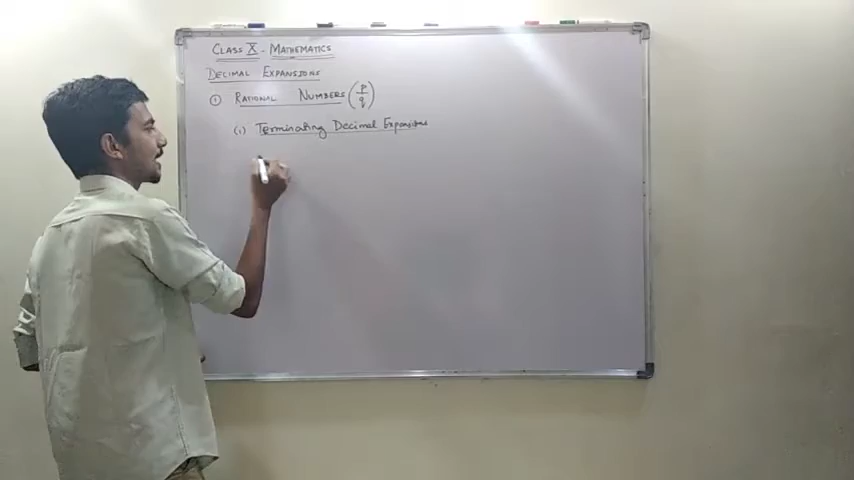 CLASS X - MATHEMATICS
DECIMAL EXPANSIONS
① RATIONAL NUMBERS (p/q)
(i) Terminating Decimal Expansions